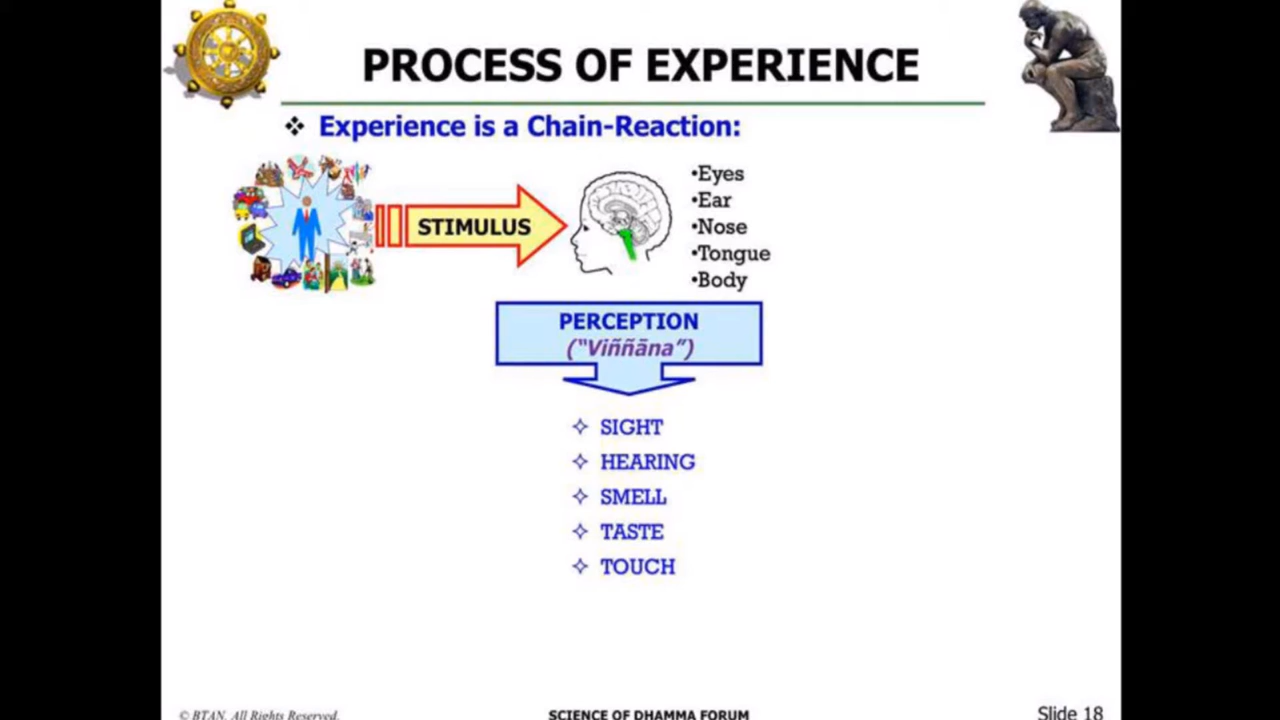 PROCESS OF EXPERIENCE
❖ Experience is a Chain-Reaction:
STIMULUS
•Eyes
•Ear
•Nose
•Tongue
•Body
PERCEPTION
("Viññāna")
✧ SIGHT
✧ HEARING
✧ SMELL
✧ TASTE
✧ TOUCH
© BTAN. All Rights Reserved.
SCIENCE OF DHAMMA FORUM
Slide 18